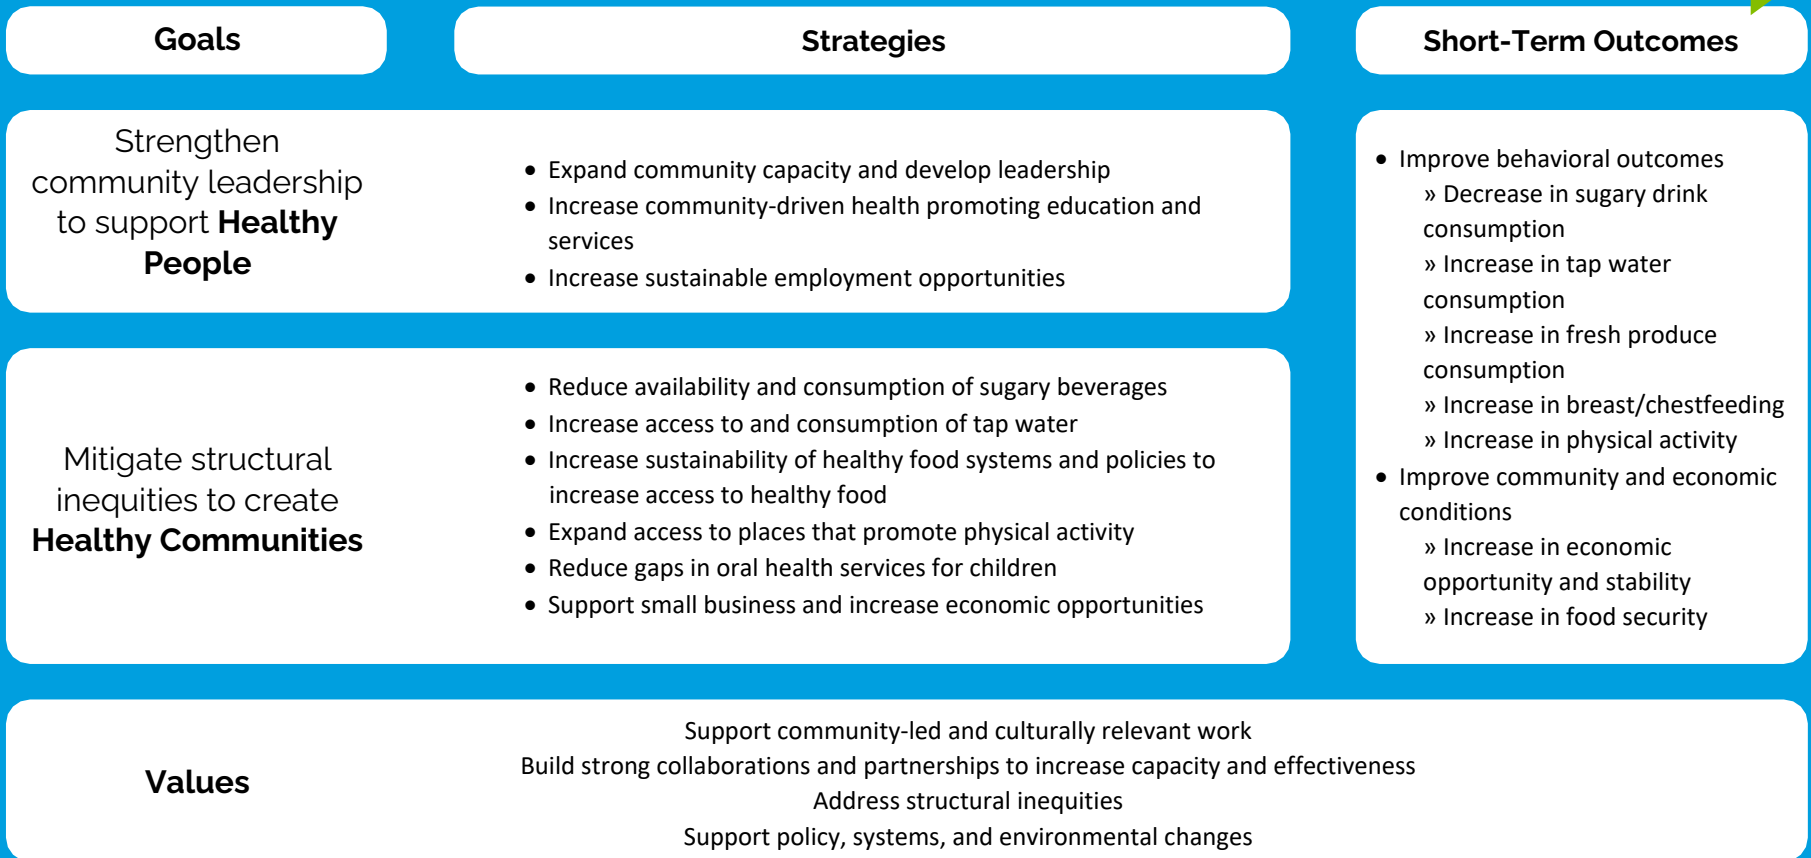 Goals
Strategies
Short-Term Outcomes
Strengthen
community leadership
to support Healthy
People
• Expand community capacity and develop leadership
• Increase community-driven health promoting education and
services
• Increase sustainable employment opportunities
Mitigate structural
inequities to create
Healthy Communities
• Reduce availability and consumption of sugary beverages
• Increase access to and consumption of tap water
• Increase sustainability of healthy food systems and policies to
increase access to healthy food
• Expand access to places that promote physical activity
• Reduce gaps in oral health services for children
• Support small business and increase economic opportunities
• Improve behavioral outcomes
» Decrease in sugary drink
consumption
» Increase in tap water
consumption
» Increase in fresh produce
consumption
» Increase in breast/chestfeeding
» Increase in physical activity
• Improve community and economic
conditions
» Increase in economic
opportunity and stability
» Increase in food security
Values
Support community-led and culturally relevant work
Build strong collaborations and partnerships to increase capacity and effectiveness
Address structural inequities
Support policy, systems, and environmental changes